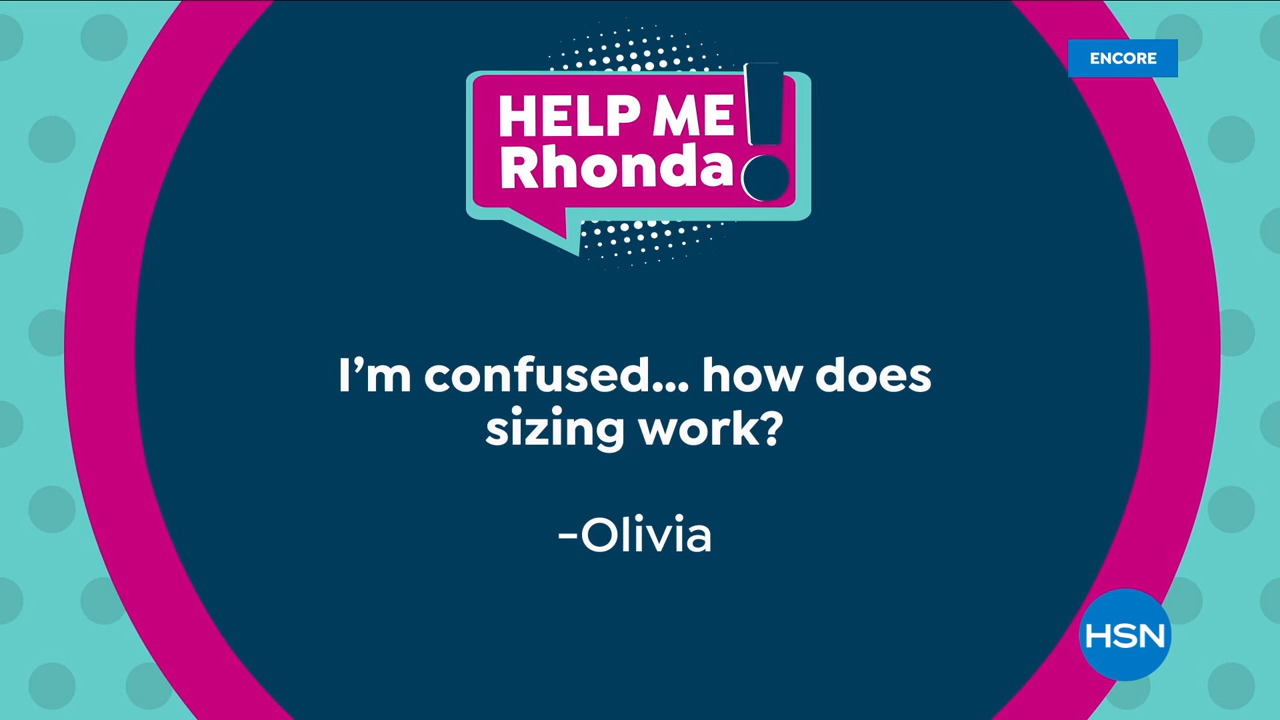 ENCORE
HELP ME
Rhonda!
I'm confused... how does
sizing work?
-Olivia
HSN